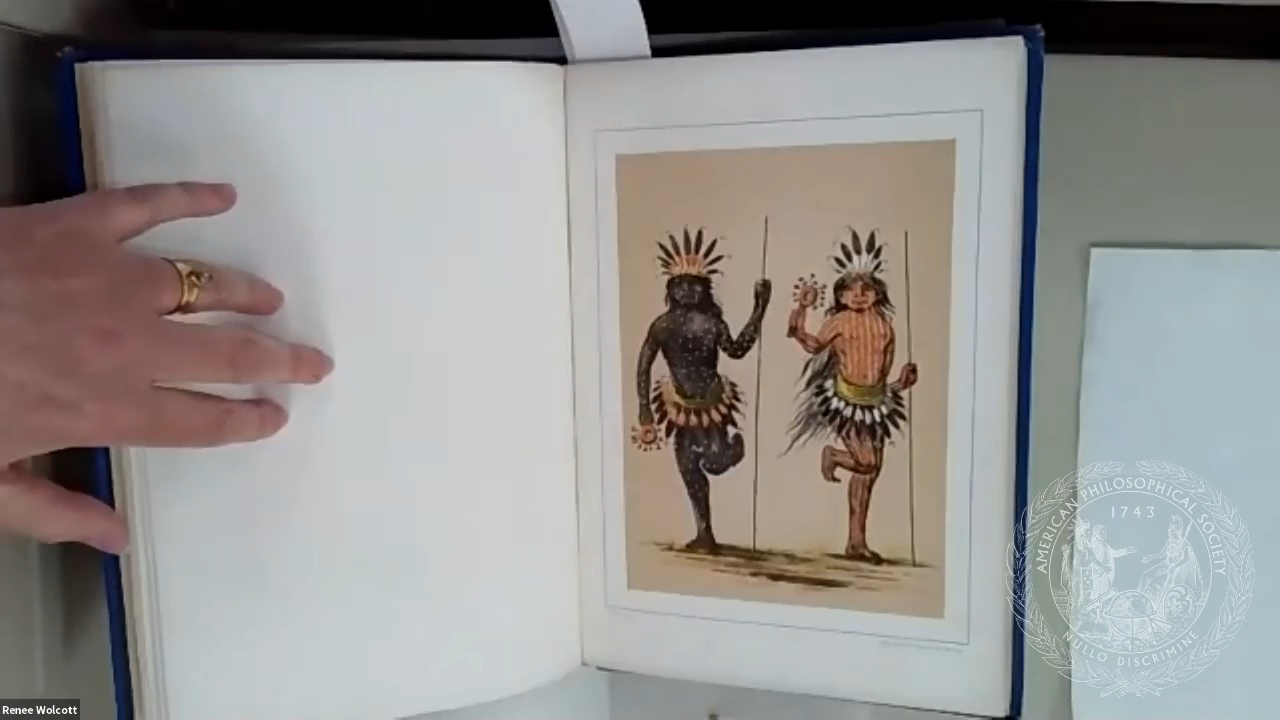 AMERICAN PHILOSOPHICAL SOCIETY
1743
NULLO DISCRIMINE
Renee Wolcott